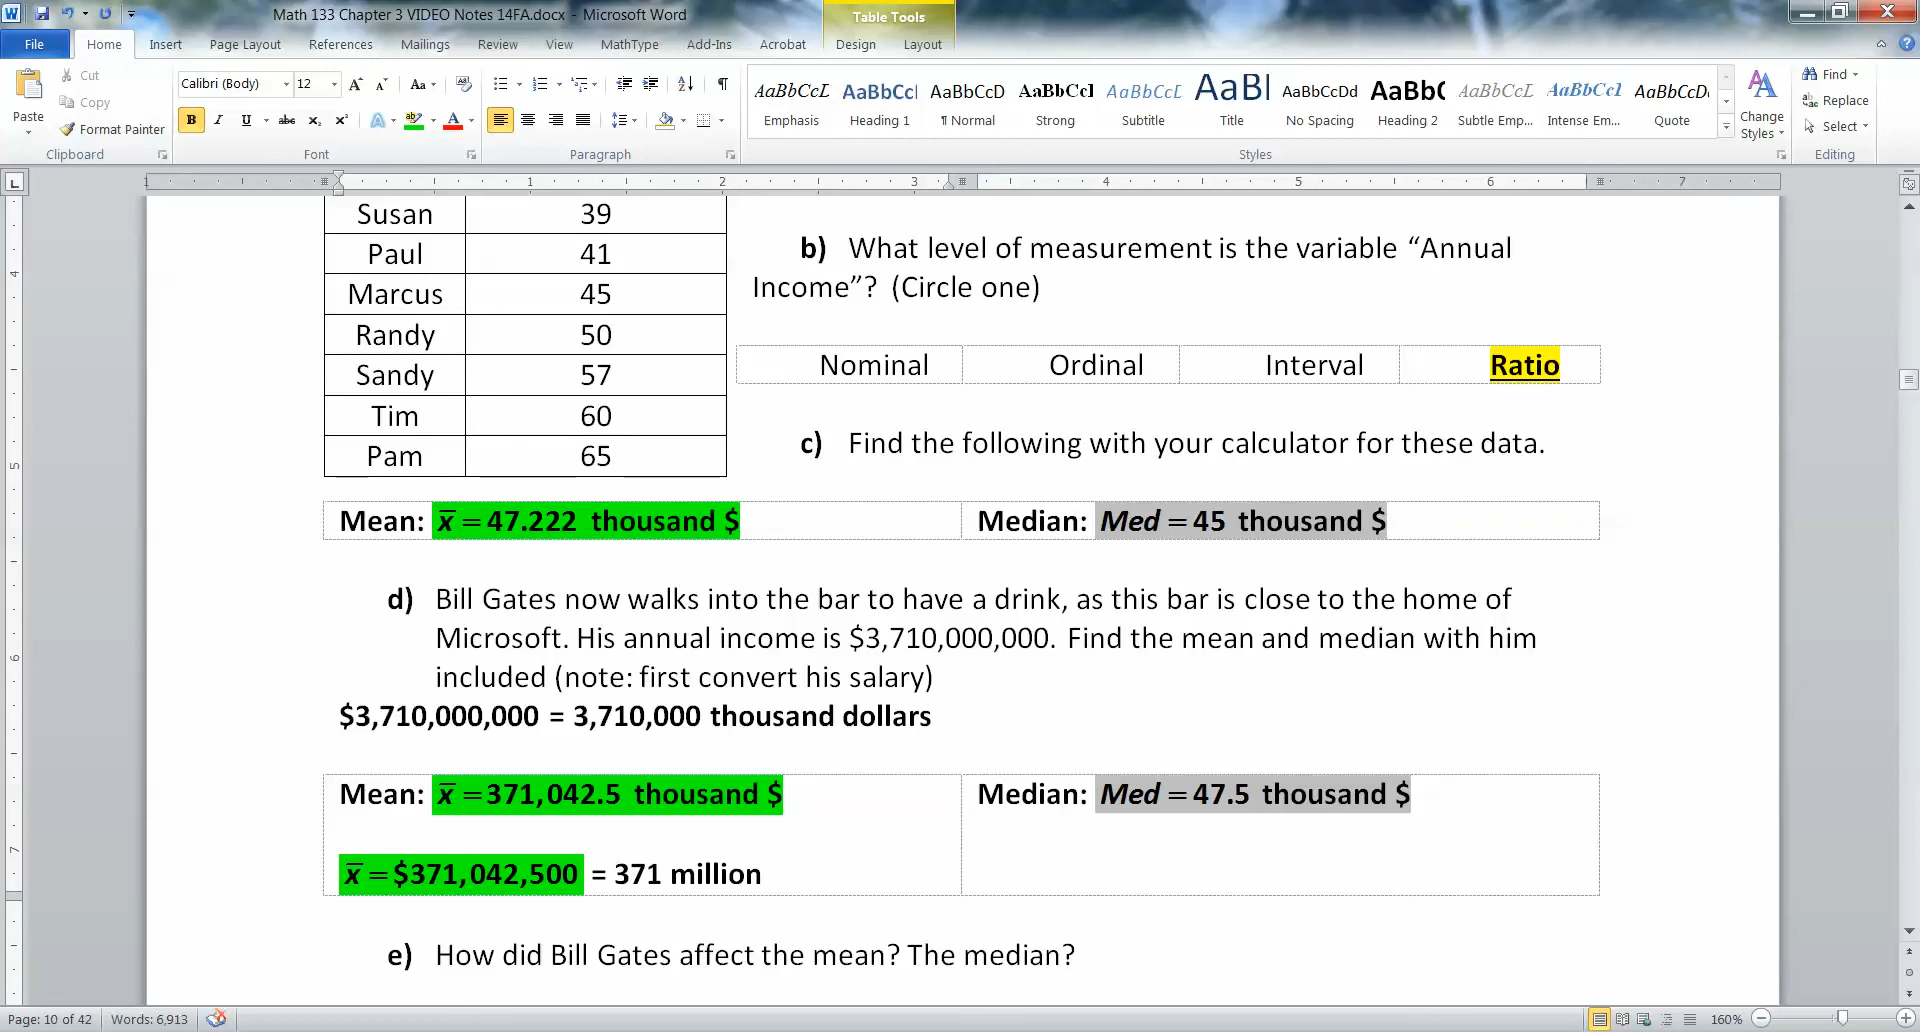 Math 133 Chapter 3 VIDEO Notes 14FA.docx - Microsoft Word
Table Tools
File Home Insert Page Layout References Mailings Review View MathType Add-Ins Acrobat Design Layout
Paste
Cut
Copy
Format Painter
Clipboard
Calibri (Body) 12
Font
Paragraph
AaBbCcL AaBbCcI AaBbCcD AaBbCcI AaBbCcL AaBI AaBbCcDd AaBbC AaBbCcL AaBbCcI AaBbCcD
Emphasis Heading 1 ¶ Normal Strong Subtitle Title No Spacing Heading 2 Subtle Emp... Intense Em... Quote
Styles
Change
Styles
Find
Replace
Select
Editing
1 1 2 3 4 5 6 7
Susan 39
Paul 41
Marcus 45
Randy 50
Sandy 57
Tim 60
Pam 65
b) What level of measurement is the variable “Annual
Income”? (Circle one)
Nominal Ordinal Interval Ratio
c) Find the following with your calculator for these data.
Mean: x̅ = 47.222 thousand $ Median: Med = 45 thousand $
d) Bill Gates now walks into the bar to have a drink, as this bar is close to the home of
Microsoft. His annual income is $3,710,000,000. Find the mean and median with him
included (note: first convert his salary)
$3,710,000,000 = 3,710,000 thousand dollars
Mean: x̅ = 371,042.5 thousand $ Median: Med = 47.5 thousand $
x̅ = $371,042,500 = 371 million
e) How did Bill Gates affect the mean? The median?
Page: 10 of 42 Words: 6,913 160%